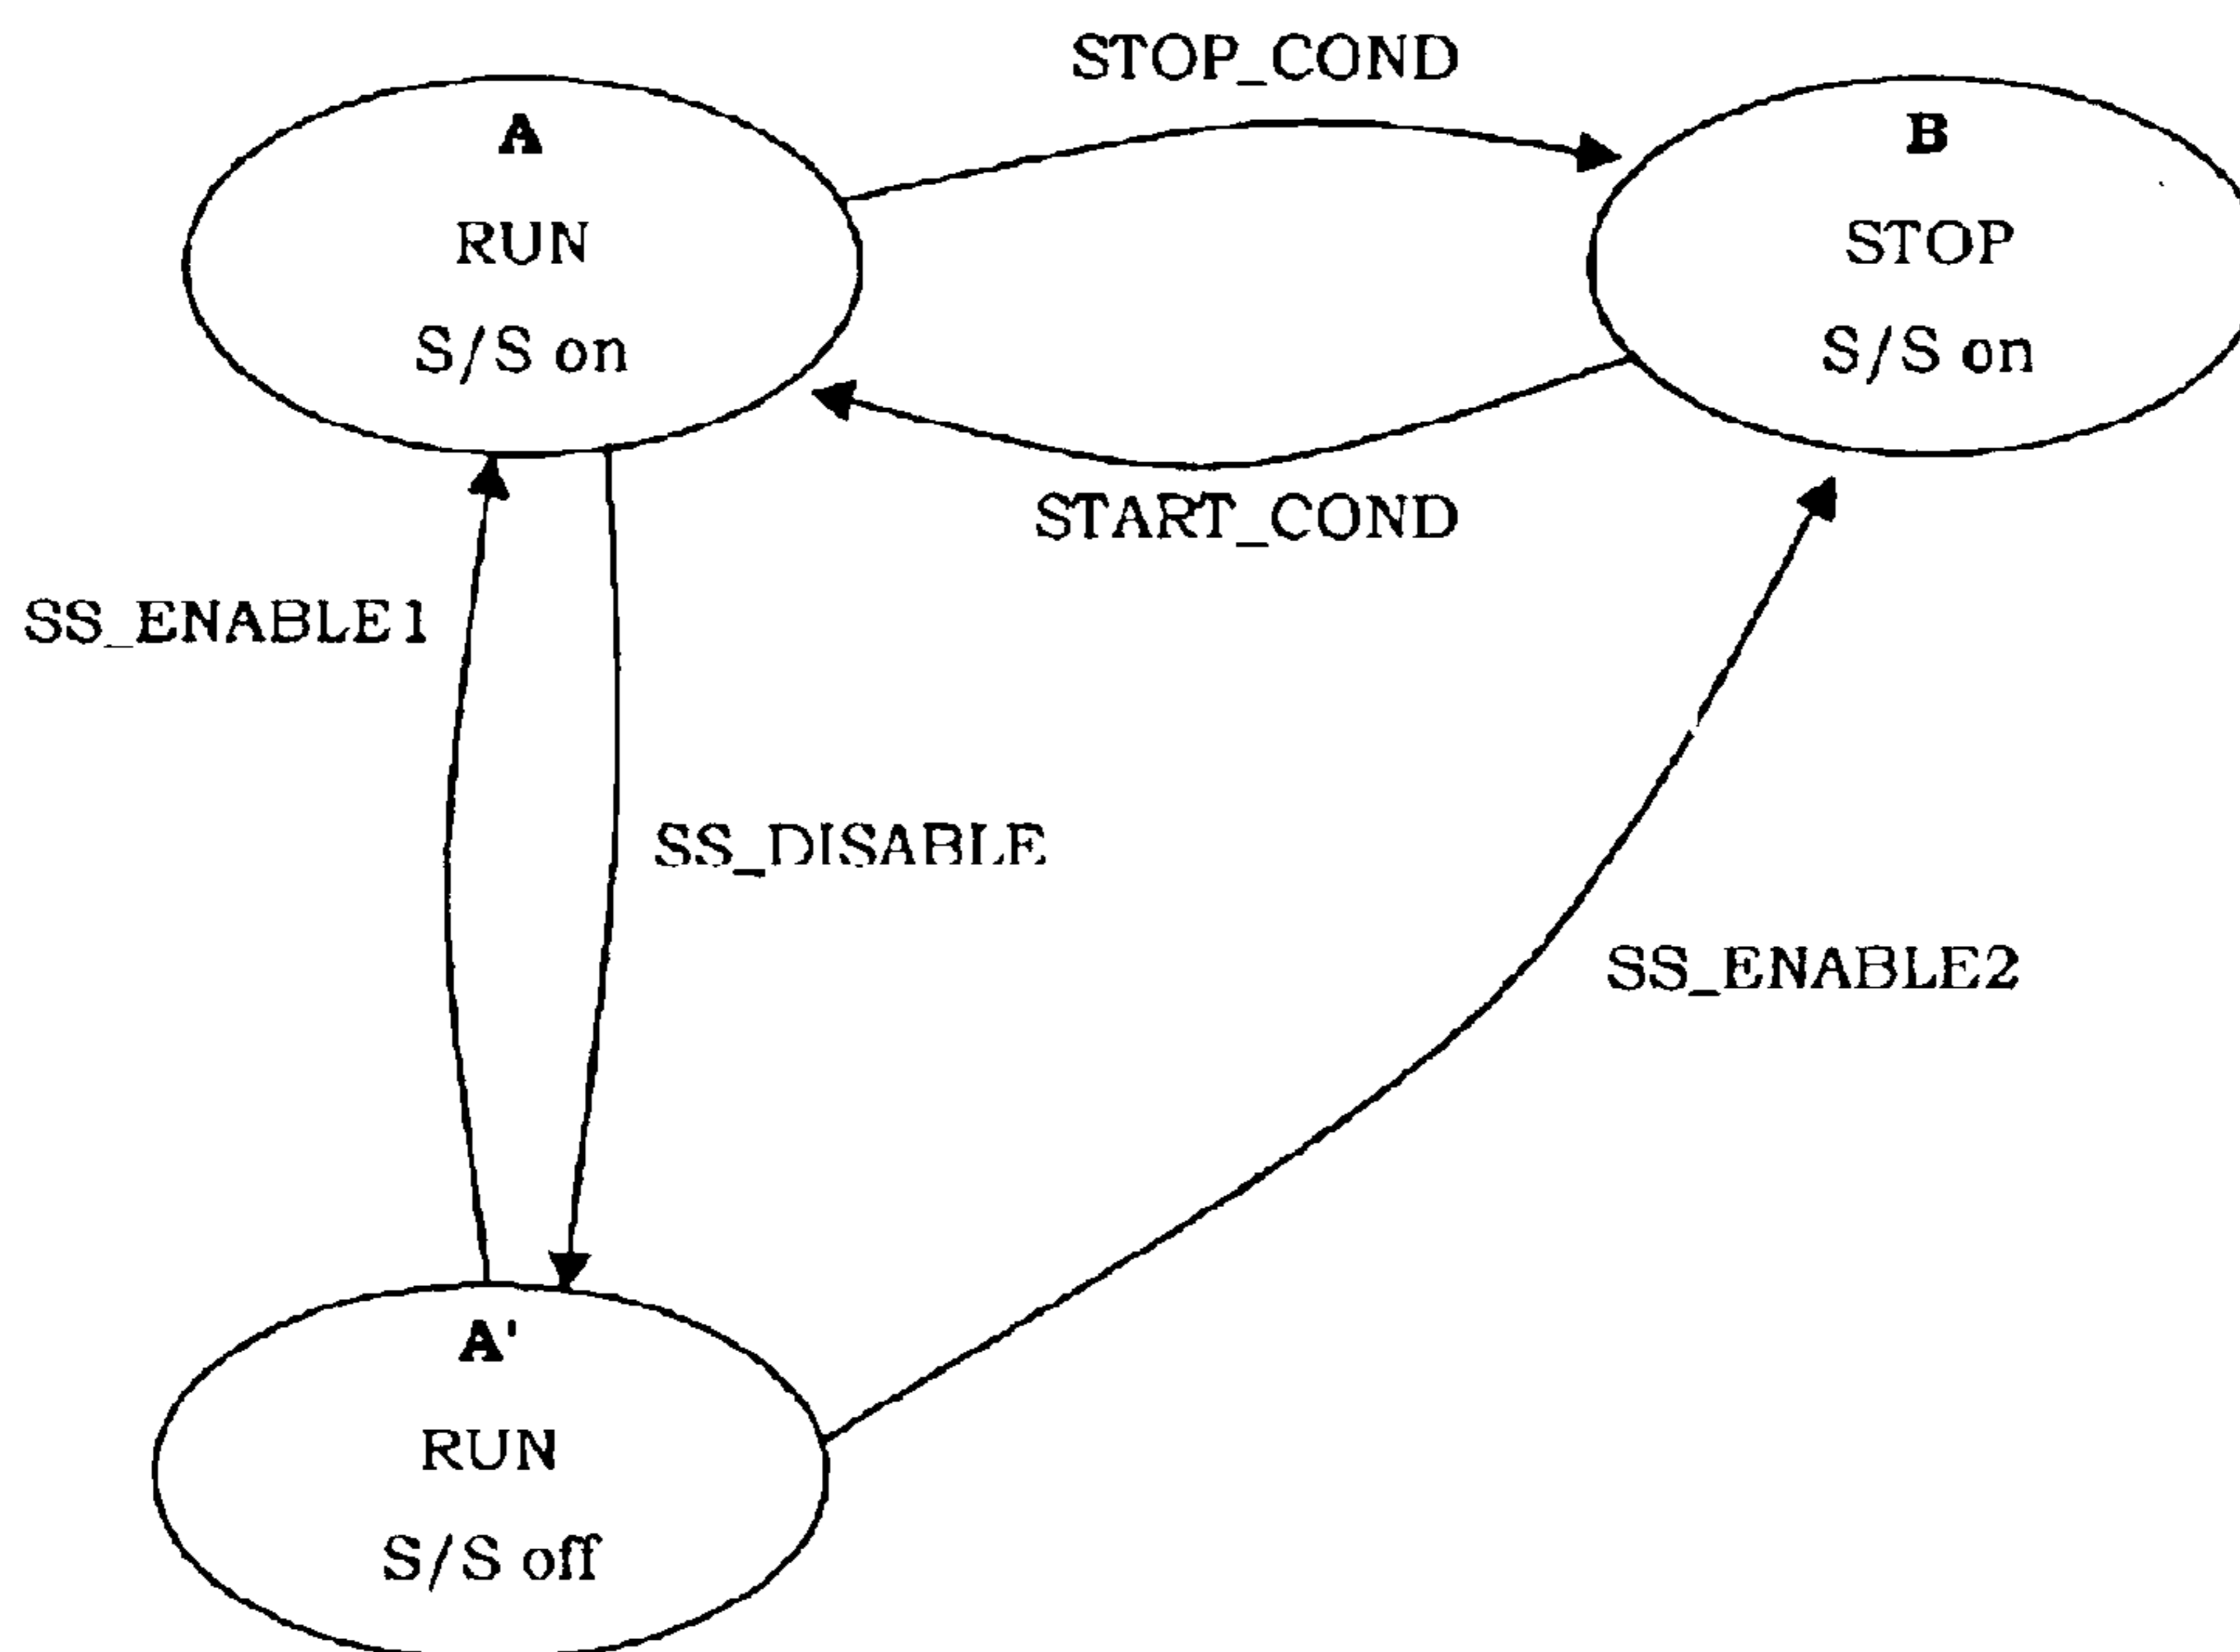 STOP_COND
A
RUN
S/S on
B
STOP
S/S on
START_COND
SS_ENABLE1
SS_DISABLE
SS_ENABLE2
A'
RUN
S/S off